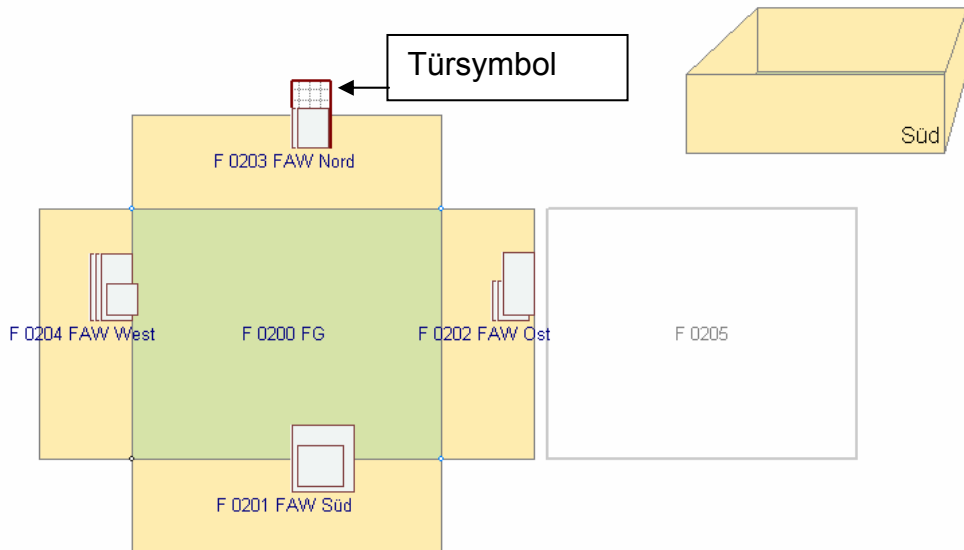 Türsymbol
Süd
F 0203 FAW Nord
F 0204 FAW West
F 0200 FG
F 0202 FAW Ost
F 0205
F 0201 FAW Süd